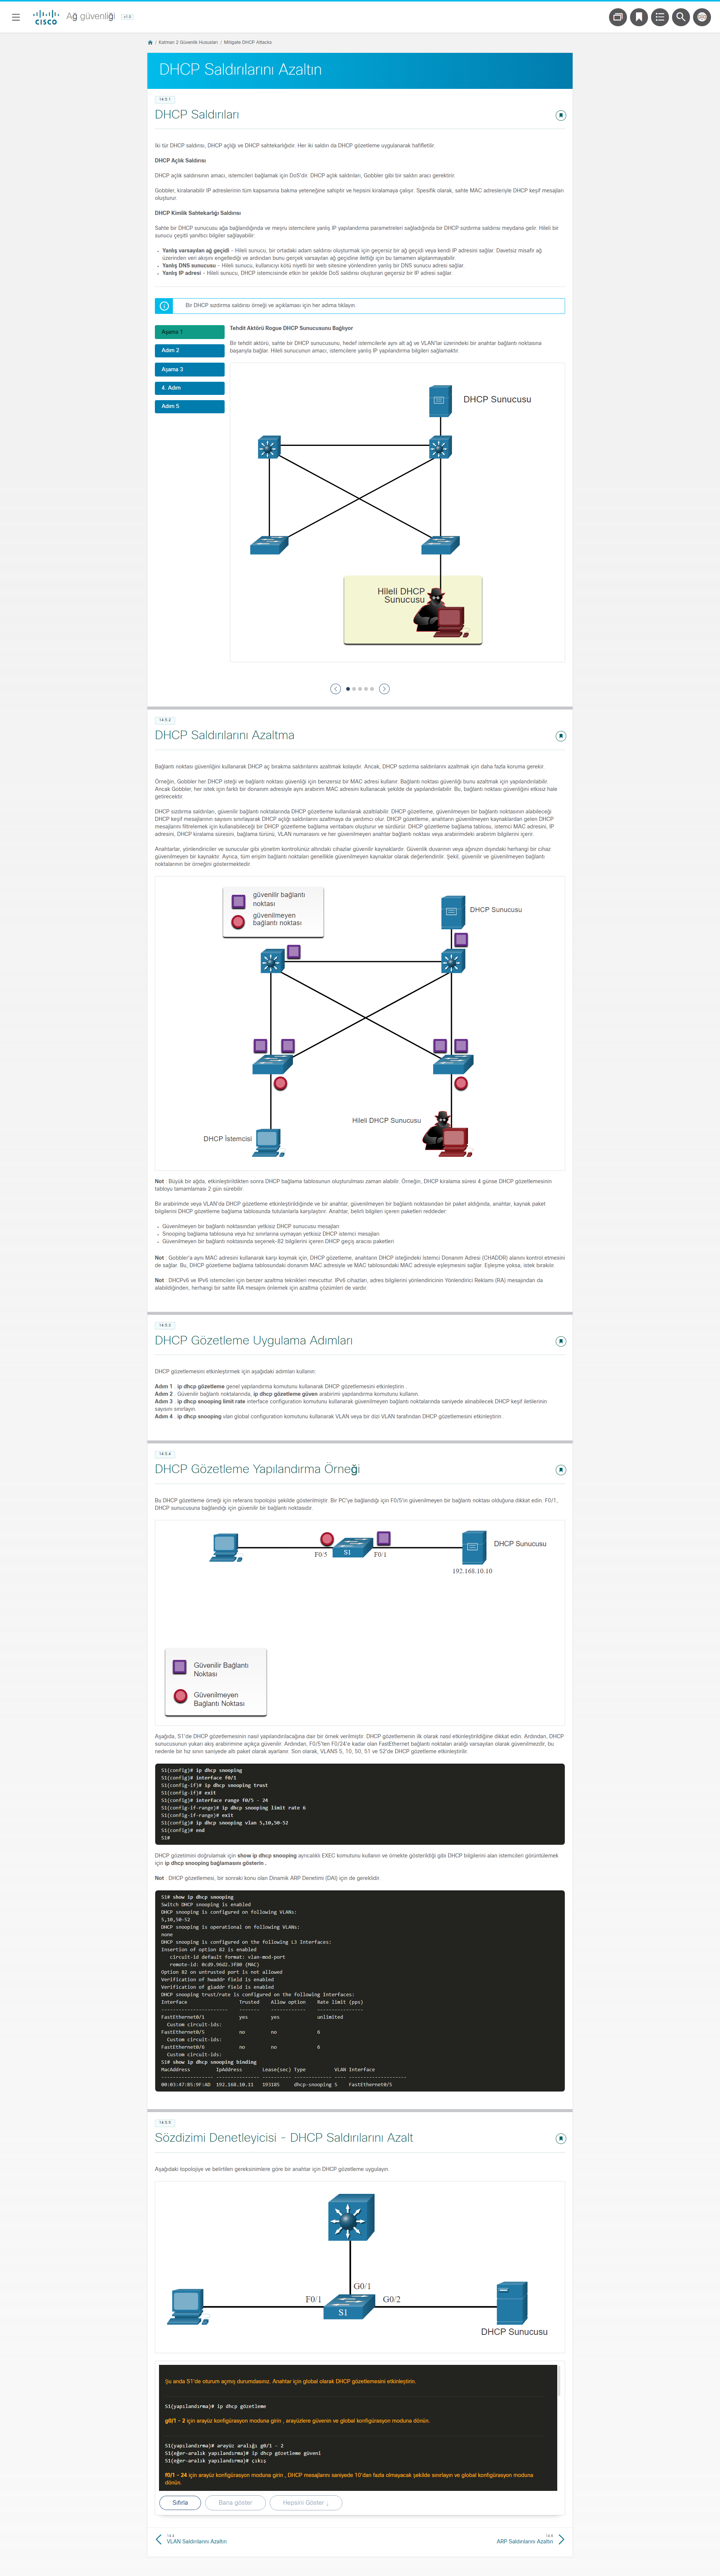 CISCO
Ağ güvenliği
v1.0
/ Katman 2 Güvenlik Hususları / Mitigate DHCP Attacks
DHCP Saldırılarını Azaltın
14.5.1
DHCP Saldırıları
İki tür DHCP saldırısı, DHCP açlığı ve DHCP sahtekarlığıdır. Her iki saldırı da DHCP gözetleme uygulanarak hafifletilir.
DHCP Açlık Saldırısı
DHCP açlık saldırısının amacı, istemcileri bağlamak için DoS'dir. DHCP açlık saldırıları, Gobbler gibi bir saldırı aracı gerektirir.
Gobbler, kiralanabilir IP adreslerinin tüm kapsamına bakma yeteneğine sahiptir ve hepsini kiralamaya çalışır. Spesifik olarak, sahte MAC adresleriyle DHCP keşif mesajları
oluşturur.
DHCP Kimlik Sahtekarlığı Saldırısı
Sahte bir DHCP sunucusu ağa bağlandığında ve meşru istemcilere yanlış IP yapılandırma parametreleri sağladığında bir DHCP sızdırma saldırısı meydana gelir. Hileli bir
sunucu çeşitli yanıltıcı bilgiler sağlayabilir:
• Yanlış varsayılan ağ geçidi - Hileli sunucu, bir ortadaki adam saldırısı oluşturmak için geçersiz bir ağ geçidi veya kendi IP adresini sağlar. Davetsiz misafir ağ
üzerinden veri akışını engellediği ve ardından bunu gerçek varsayılan ağ geçidine ilettiği için bu tamamen algılanmayabilir.
• Yanlış DNS sunucusu - Hileli sunucu, kullanıcıyı kötü niyetli bir web sitesine yönlendiren yanlış bir DNS sunucu adresi sağlar.
• Yanlış IP adresi - Hileli sunucu, DHCP istemcisinde etkin bir şekilde DoS saldırısı oluşturan geçersiz bir IP adresi sağlar.
Bir DHCP sızdırma saldırısı örneği ve açıklaması için her adıma tıklayın.
Aşama 1
Adım 2
Aşama 3
4. Adım
Adım 5
Tehdit Aktörü Rogue DHCP Sunucusunu Bağlıyor
Bir tehdit aktörü, sahte bir DHCP sunucusunu, hedef istemcilerle aynı alt ağ ve VLAN'lar üzerindeki bir anahtar bağlantı noktasına
başarıyla bağlar. Hileli sunucunun amacı, istemcilere yanlış IP yapılandırma bilgileri sağlamaktır.
DHCP Sunucusu
Hileli DHCP
Sunucusu
14.5.2
DHCP Saldırılarını Azaltma
Bağlantı noktası güvenliğini kullanarak DHCP aç bırakma saldırılarını azaltmak kolaydır. Ancak, DHCP sızdırma saldırılarını azaltmak için daha fazla koruma gerekir.
Örneğin, Gobbler her DHCP isteği ve bağlantı noktası güvenliği için benzersiz bir MAC adresi kullanır. Bağlantı noktası güvenliği bunu azaltmak için yapılandırılabilir.
Ancak Gobbler, her istek için farklı bir donanım adresiyle aynı arabirim MAC adresini kullanacak şekilde de yapılandırılabilir. Bu, bağlantı noktası güvenliğini etkisiz hale
getirecektir.
DHCP sızdırma saldırıları, güvenilir bağlantı noktalarında DHCP gözetleme kullanılarak azaltılabilir. DHCP gözetleme, güvenilmeyen bir bağlantı noktasının alabileceği
DHCP keşif mesajlarının sayısını sınırlayarak DHCP açlığı saldırılarını azaltmaya da yardımcı olur. DHCP gözetleme, anahtarın güvenilmeyen kaynaklardan gelen DHCP
mesajlarını filtrelemek için kullanabileceği bir DHCP gözetleme bağlama veritabanı oluşturur ve sürdürür. DHCP gözetleme bağlama tablosu, istemci MAC adresini, IP
adresini, DHCP kiralama süresini, bağlama türünü, VLAN numarasını ve her güvenilmeyen anahtar bağlantı noktası veya arabirimdeki arabirim bilgilerini içerir.
Anahtarlar, yönlendiriciler ve sunucular gibi yönetim kontrolünüz altındaki cihazlar güvenilir kaynaklardır. Güvenlik duvarının veya ağınızın dışındaki herhangi bir cihaz
güvenilmeyen bir kaynaktır. Ayrıca, tüm erişim bağlantı noktaları genellikle güvenilmeyen kaynaklar olarak değerlendirilir. Şekil, güvenilir ve güvenilmeyen bağlantı
noktalarının bir örneğini göstermektedir.
güvenilir bağlantı
noktası
güvenilmeyen
bağlantı noktası
DHCP Sunucusu
Hileli DHCP Sunucusu
DHCP İstemcisi
Not : Büyük bir ağda, etkinleştirildikten sonra DHCP bağlama tablosunun oluşturulması zaman alabilir. Örneğin, DHCP kiralama süresi 4 günse DHCP gözetlemesinin
tabloyu tamamlaması 2 gün sürebilir.
Bir arabirimde veya VLAN'da DHCP gözetleme etkinleştirildiğinde ve bir anahtar, güvenilmeyen bir bağlantı noktasından bir paket aldığında, anahtar, kaynak paket
bilgilerini DHCP gözetleme bağlama tablosunda tutulanlarla karşılaştırır. Anahtar, belirli bilgileri içeren paketleri reddeder:
• Güvenilmeyen bir bağlantı noktasından yetkisiz DHCP sunucusu mesajları
• Snooping bağlama tablosuna veya hız sınırlarına uymayan yetkisiz DHCP istemci mesajları
• Güvenilmeyen bir bağlantı noktasında seçenek-82 bilgilerini içeren DHCP geçiş aracısı paketleri
Not : Gobbler'a aynı MAC adresini kullanarak karşı koymak için, DHCP gözetleme, anahtarın DHCP isteğindeki İstemci Donanım Adresi (CHADDR) alanını kontrol etmesini
de sağlar. Bu, DHCP gözetleme bağlama tablosundaki donanım MAC adresiyle ve MAC tablosundaki MAC adresiyle eşleşmesini sağlar. Eşleşme yoksa, istek bırakılır.
Not : DHCPv6 ve IPv6 istemcileri için benzer azaltma teknikleri mevcuttur. IPv6 cihazları, adres bilgilerini yönlendiricinin Yönlendirici Reklamı (RA) mesajından da
alabildiğinden, herhangi bir sahte RA mesajını önlemek için azaltma çözümleri de vardır.
14.5.3
DHCP Gözetleme Uygulama Adımları
DHCP gözetlemesini etkinleştirmek için aşağıdaki adımları kullanın:
Adım 1 . ip dhcp gözetleme genel yapılandırma komutunu kullanarak DHCP gözetlemesini etkinleştirin .
Adım 2 . Güvenilir bağlantı noktalarında, ip dhcp gözetleme güven arabirimi yapılandırma komutunu kullanın.
Adım 3 . ip dhcp snooping limit rate interface configuration komutunu kullanarak güvenilmeyen bağlantı noktalarında saniyede alınabilecek DHCP keşif iletilerinin
sayısını sınırlayın.
Adım 4 . ip dhcp snooping vlan global configuration komutunu kullanarak VLAN veya bir dizi VLAN tarafından DHCP gözetlemesini etkinleştirin .
14.5.4
DHCP Gözetleme Yapılandırma Örneği
Bu DHCP gözetleme örneği için referans topolojisi şekilde gösterilmiştir. Bir PC'ye bağlandığı için F0/5'in güvenilmeyen bir bağlantı noktası olduğuna dikkat edin. F0/1,
DHCP sunucusuna bağlandığı için güvenilir bir bağlantı noktasıdır.
F0/5
S1
F0/1
DHCP Sunucusu
192.168.10.10
Güvenilir Bağlantı
Noktası
Güvenilmeyen
Bağlantı Noktası
Aşağıda, S1'de DHCP gözetlemesinin nasıl yapılandırılacağına dair bir örnek verilmiştir. DHCP gözetlemenin ilk olarak nasıl etkinleştirildiğine dikkat edin. Ardından, DHCP
sunucusunun yukarı akış arabirimine açıkça güvenilir. Ardından, F0/5'ten F0/24'e kadar olan FastEthernet bağlantı noktaları aralığı varsayılan olarak güvenilmezdir, bu
nedenle bir hız sınırı saniyede altı paket olarak ayarlanır. Son olarak, VLANS 5, 10, 50, 51 ve 52'de DHCP gözetleme etkinleştirilir.
S1(config)# ip dhcp snooping
S1(config)# interface f0/1
S1(config-if)# ip dhcp snooping trust
S1(config-if)# exit
S1(config)# interface range f0/5 - 24
S1(config-if-range)# ip dhcp snooping limit rate 6
S1(config-if-range)# exit
S1(config)# ip dhcp snooping vlan 5,10,50-52
S1(config)# end
S1#
DHCP gözetimini doğrulamak için show ip dhcp snooping ayrıcalıklı EXEC komutunu kullanın ve örnekte gösterildiği gibi DHCP bilgilerini alan istemcileri görüntülemek
için ip dhcp snooping bağlamasını gösterin .
Not : DHCP gözetlemesi, bir sonraki konu olan Dinamik ARP Denetimi (DAI) için de gereklidir.
S1# show ip dhcp snooping
Switch DHCP snooping is enabled
DHCP snooping is configured on following VLANs:
5,10,50-52
DHCP snooping is operational on following VLANs:
none
DHCP snooping is configured on the following L3 Interfaces:
Insertion of option 82 is enabled
circuit-id default format: vlan-mod-port
remote-id: 0cd9.96d2.3f80 (MAC)
Option 82 on untrusted port is not allowed
Verification of hwaddr field is enabled
Verification of giaddr field is enabled
DHCP snooping trust/rate is configured on the following Interfaces:
Interface Trusted Allow option Rate limit (pps)
----------------------- ------- ------------ ----------------
FastEthernet0/1 yes yes unlimited
Custom circuit-ids:
FastEthernet0/5 no no 6
Custom circuit-ids:
FastEthernet0/6 no no 6
Custom circuit-ids:
S1# show ip dhcp snooping binding
MacAddress IpAddress Lease(sec) Type VLAN Interface
------------------ --------------- ---------- ------------- ---- --------------------
00:03:47:B5:9F:AD 192.168.10.11 193185 dhcp-snooping 5 FastEthernet0/5
14.5.5
Sözdizimi Denetleyicisi - DHCP Saldırılarını Azalt
Aşağıdaki topolojiye ve belirtilen gereksinimlere göre bir anahtar için DHCP gözetleme uygulayın.
G0/1
F0/1
S1
G0/2
DHCP Sunucusu
Şu anda S1'de oturum açmış durumdasınız. Anahtar için global olarak DHCP gözetlemesini etkinleştirin.
S1(yapılandırma)# ip dhcp gözetleme
g0/1 - 2 için arayüz konfigürasyon moduna girin , arayüzlere güvenin ve global konfigürasyon moduna dönün.
S1(yapılandırma)# arayüz aralığı g0/1 - 2
S1(eğer-aralık yapılandırma)# ip dhcp gözetleme güveni
S1(eğer-aralık yapılandırma)# çıkış
f0/1 - 24 için arayüz konfigürasyon moduna girin , DHCP mesajlarını saniyede 10'dan fazla olmayacak şekilde sınırlayın ve global konfigürasyon moduna
dönün.
Sıfırla
Bana göster
Hepsini Göster ¿
14.4
VLAN Saldırılarını Azaltın
14.6
ARP Saldırılarını Azaltın